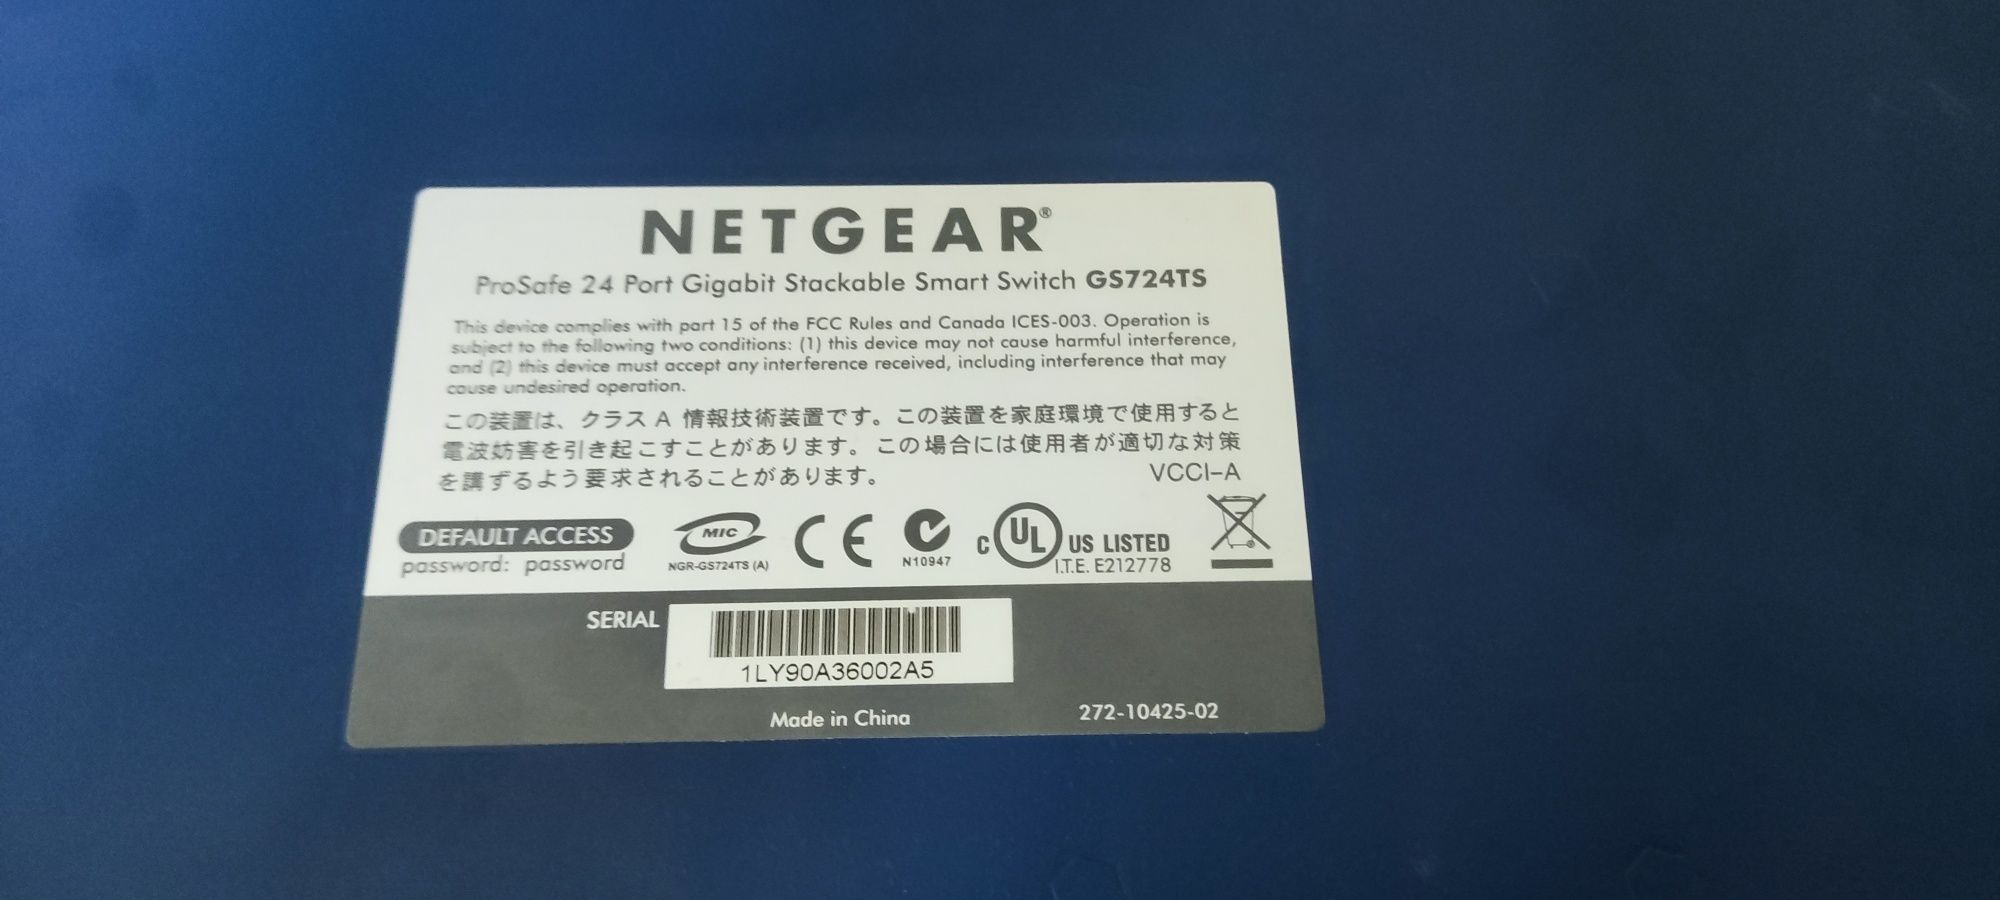 NETGEAR®
ProSafe 24 Port Gigabit Stackable Smart Switch GS724TS
This device complies with part 15 of the FCC Rules and Canada ICES-003. Operation is
subject to the following two conditions: (1) this device may not cause harmful interference,
and (2) this device must accept any interference received, including interference that may
cause undesired operation.
この装置は、クラス A 情報技術装置です。この装置を家庭環境で使用すると
電波妨害を引き起こすことがあります。この場合には使用者が適切な対策
を講ずるよう要求されることがあります。 VCCI-A
DEFAULT ACCESS
password: password
MIC
NGR-GS724TS (A)
CE
N10947
C UL US LISTED
I.T.E. E212778
SERIAL
1LY90A36002A5
Made in China
272-10425-02